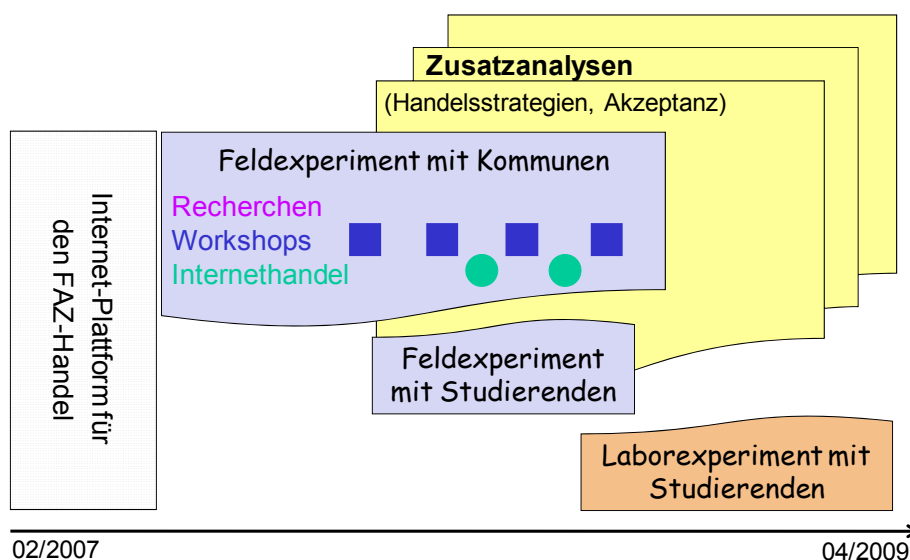 Zusatzanalysen
(Handelsstrategien, Akzeptanz)
Internet-Plattform für
den FAZ-Handel
Feldexperiment mit Kommunen
Recherchen
Workshops
Internethandel
Feldexperiment
mit Studierenden
Laborexperiment mit
Studierenden
02/2007
04/2009